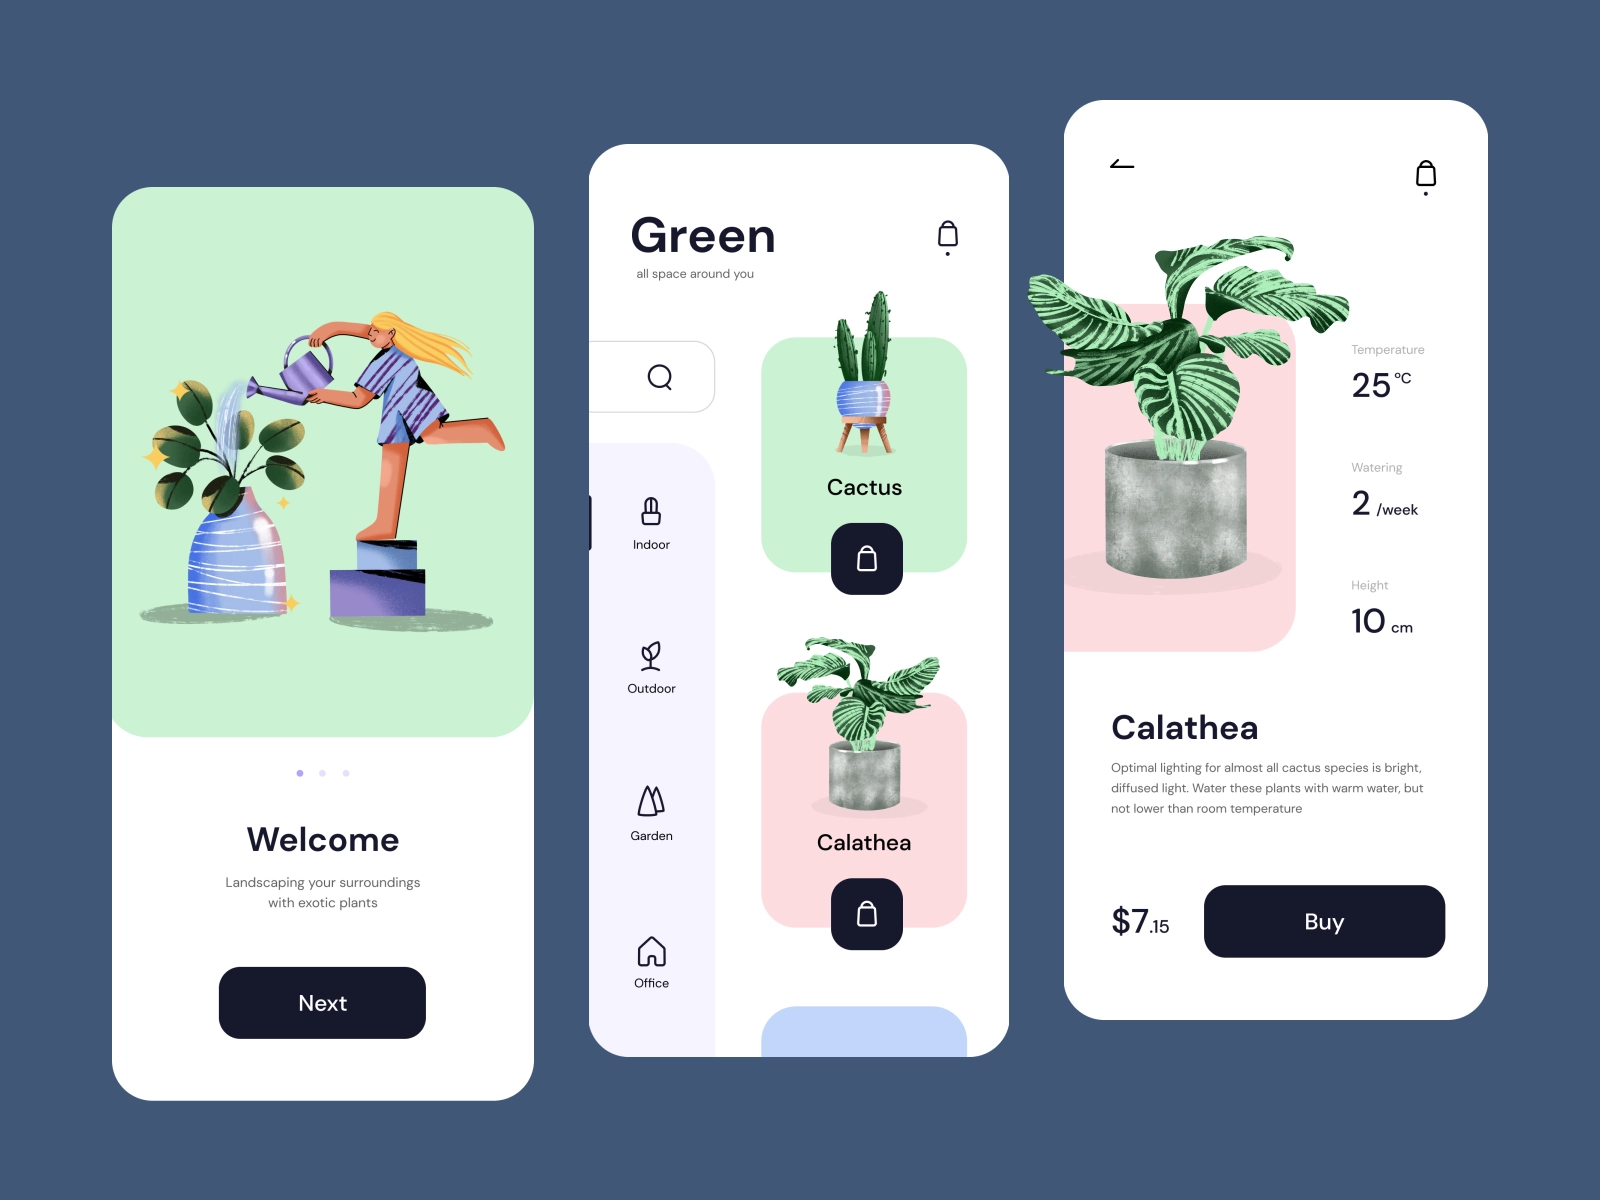 Welcome
Landscaping your surroundings
with exotic plants
Next
Green
all space around you
Indoor
Outdoor
Garden
Office
Cactus
Calathea
Temperature
25 °C
Watering
2 /week
Height
10 cm
Calathea
Optimal lighting for almost all cactus species is bright,
diffused light. Water these plants with warm water, but
not lower than room temperature
$7.15
Buy